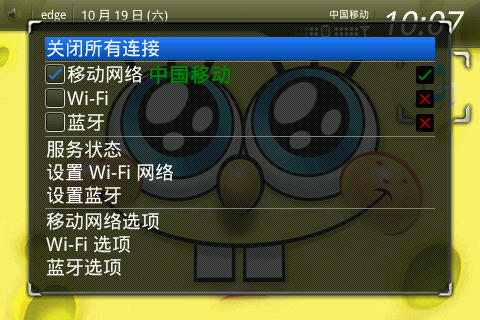 edge 10 月 19 日 (六) 中国移动 10:07
关闭所有连接
移动网络 中国移动
Wi-Fi
蓝牙
服务状态
设置 Wi-Fi 网络
设置蓝牙
移动网络选项
Wi-Fi 选项
蓝牙选项